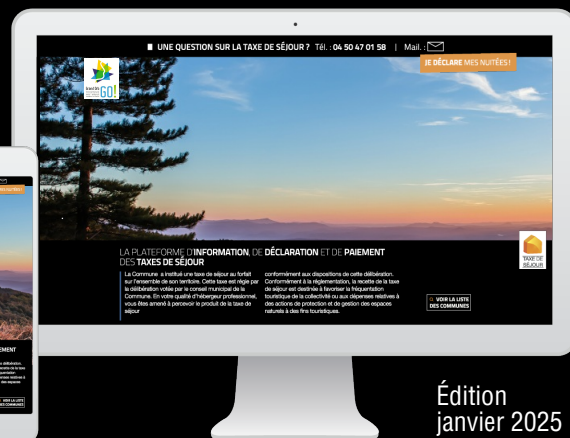 UNE QUESTION SUR LA TAXE DE SÉJOUR ? Tél. : 04 50 47 01 58 | Mail. :
JE DÉCLARE MES NUITÉES !
GO!
LA PLATEFORME D'INFORMATION, DE DÉCLARATION ET DE PAIEMENT
DES TAXES DE SÉJOUR
La Commune a institué une taxe de séjour au forfait
sur l'ensemble de son territoire. Cette taxe est régie par
la délibération votée par le conseil municipal de la
Commune. En votre qualité d'hébergeur professionnel,
vous êtes amené à percevoir le produit de la taxe de
séjour
conformément aux dispositions de cette délibération.
Conformément à la réglementation, la recette de la taxe
de séjour est destinée à favoriser la fréquentation
touristique de la collectivité ou aux dépenses relatives à
des actions de protection et de gestion des espaces
naturels à des fins touristiques.
TAXE DE
SÉJOUR
VOIR LA LISTE
DES COMMUNES
VOIR LA LISTE
DES COMMUNES
Édition
janvier 2025